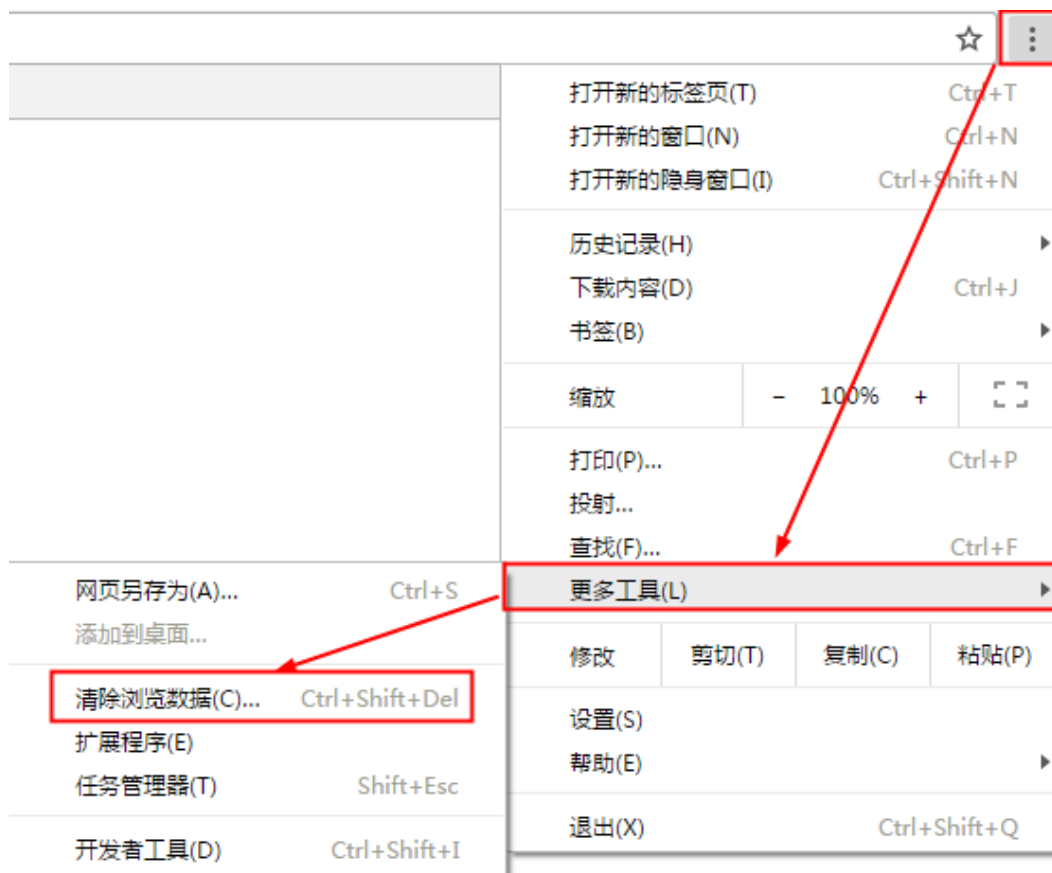 打开新的标签页(T) Ctrl+T
打开新的窗口(N) Ctrl+N
打开新的隐身窗口(I) Ctrl+Shift+N
历史记录(H)
下载内容(D) Ctrl+J
书签(B)
缩放 - 100% +
打印(P)... Ctrl+P
投射...
查找(F)... Ctrl+F
更多工具(L)
修改 剪切(T) 复制(C) 粘贴(P)
设置(S)
帮助(E)
退出(X) Ctrl+Shift+Q
网页另存为(A)... Ctrl+S
添加到桌面...
清除浏览数据(C)... Ctrl+Shift+Del
扩展程序(E)
任务管理器(T) Shift+Esc
开发者工具(D) Ctrl+Shift+I